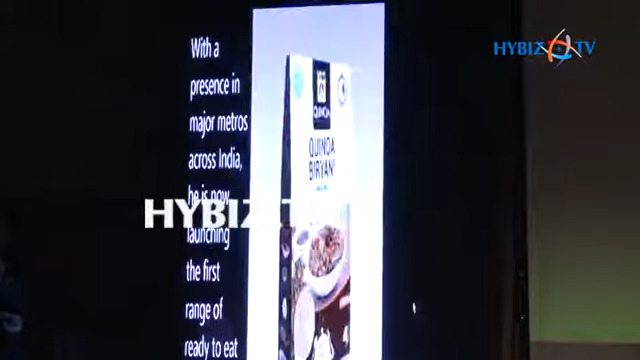 With a
presence in
major metros
across India,
he is now
launching
the first
range of
ready to eat
QUINOA
QUINOA
BIRYANI
HYBIZ TV
HYBIZ.TV